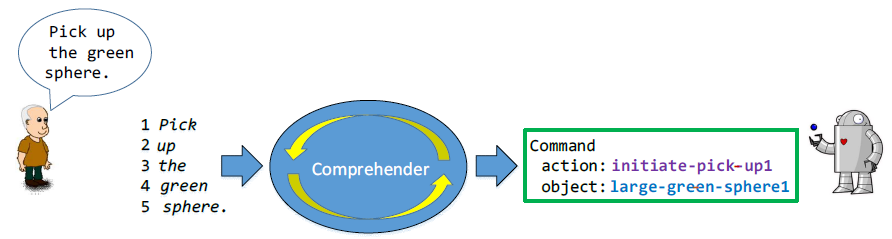 Pick up
the green
sphere.
1 Pick
2 up
3 the
4 green
5 sphere.
Comprehender
Command
action: initiate-pick-up1
object: large-green-sphere1